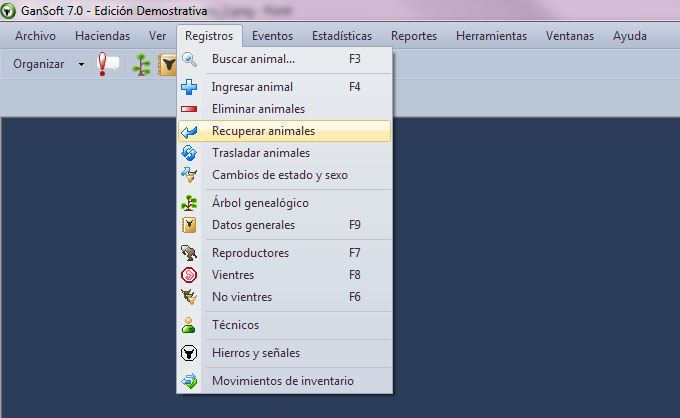 GanSoft 7.0 - Edición Demostrativa
Archivo Haciendas Ver Registros Eventos Estadísticas Reportes Herramientas Ventanas Ayuda
Organizar
Buscar animal... F3
Ingresar animal F4
Eliminar animales
Recuperar animales
Trasladar animales
Cambios de estado y sexo
Árbol genealógico
Datos generales F9
Reproductores F7
Vientres F8
No vientres F6
Técnicos
Hierros y señales
Movimientos de inventario